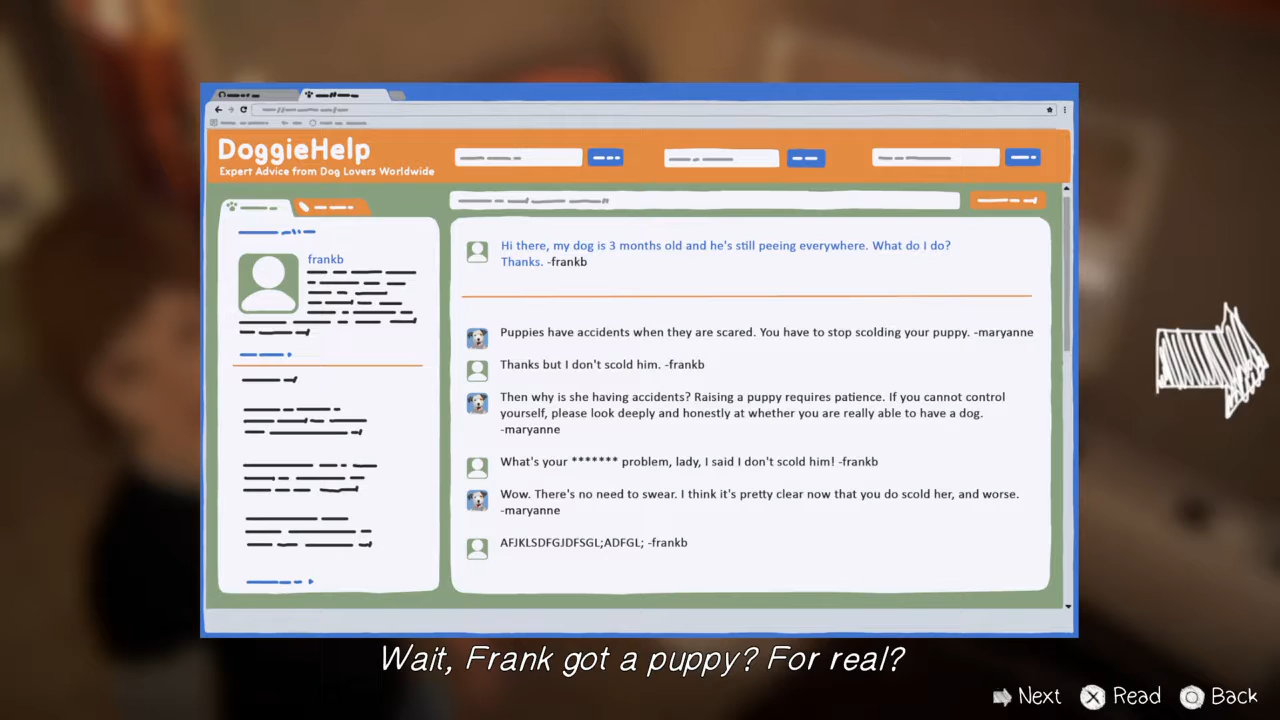 DoggieHelp
Expert Advice from Dog Lovers Worldwide
frankb
Hi there, my dog is 3 months old and he's still peeing everywhere. What do I do?
Thanks. -frankb
Puppies have accidents when they are scared. You have to stop scolding your puppy. -maryanne
Thanks but I don't scold him. -frankb
Then why is she having accidents? Raising a puppy requires patience. If you cannot control
yourself, please look deeply and honestly at whether you are really able to have a dog.
-maryanne
What's your ******* problem, lady, I said I don't scold him! -frankb
Wow. There's no need to swear. I think it's pretty clear now that you do scold her, and worse.
-maryanne
AFJKLSDFGJDFSGL;ADFGL; -frankb
Wait, Frank got a puppy? For real?
Next Read Back